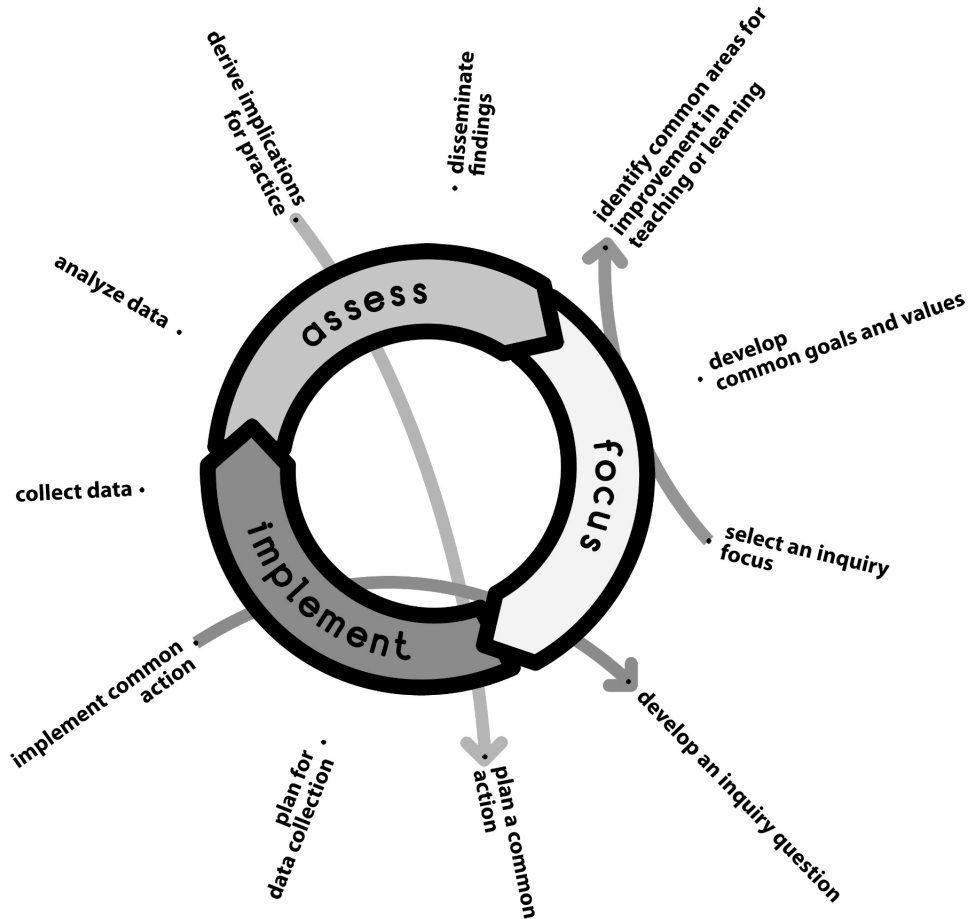 derive implications
for practice
disseminate
findings
identify common areas for
improvement in
teaching or learning
analyze data
assess
develop
common goals and values
focus
collect data
select an inquiry
focus
implement
implement common
action
develop an inquiry question
plan for
data collection
plan a common
action